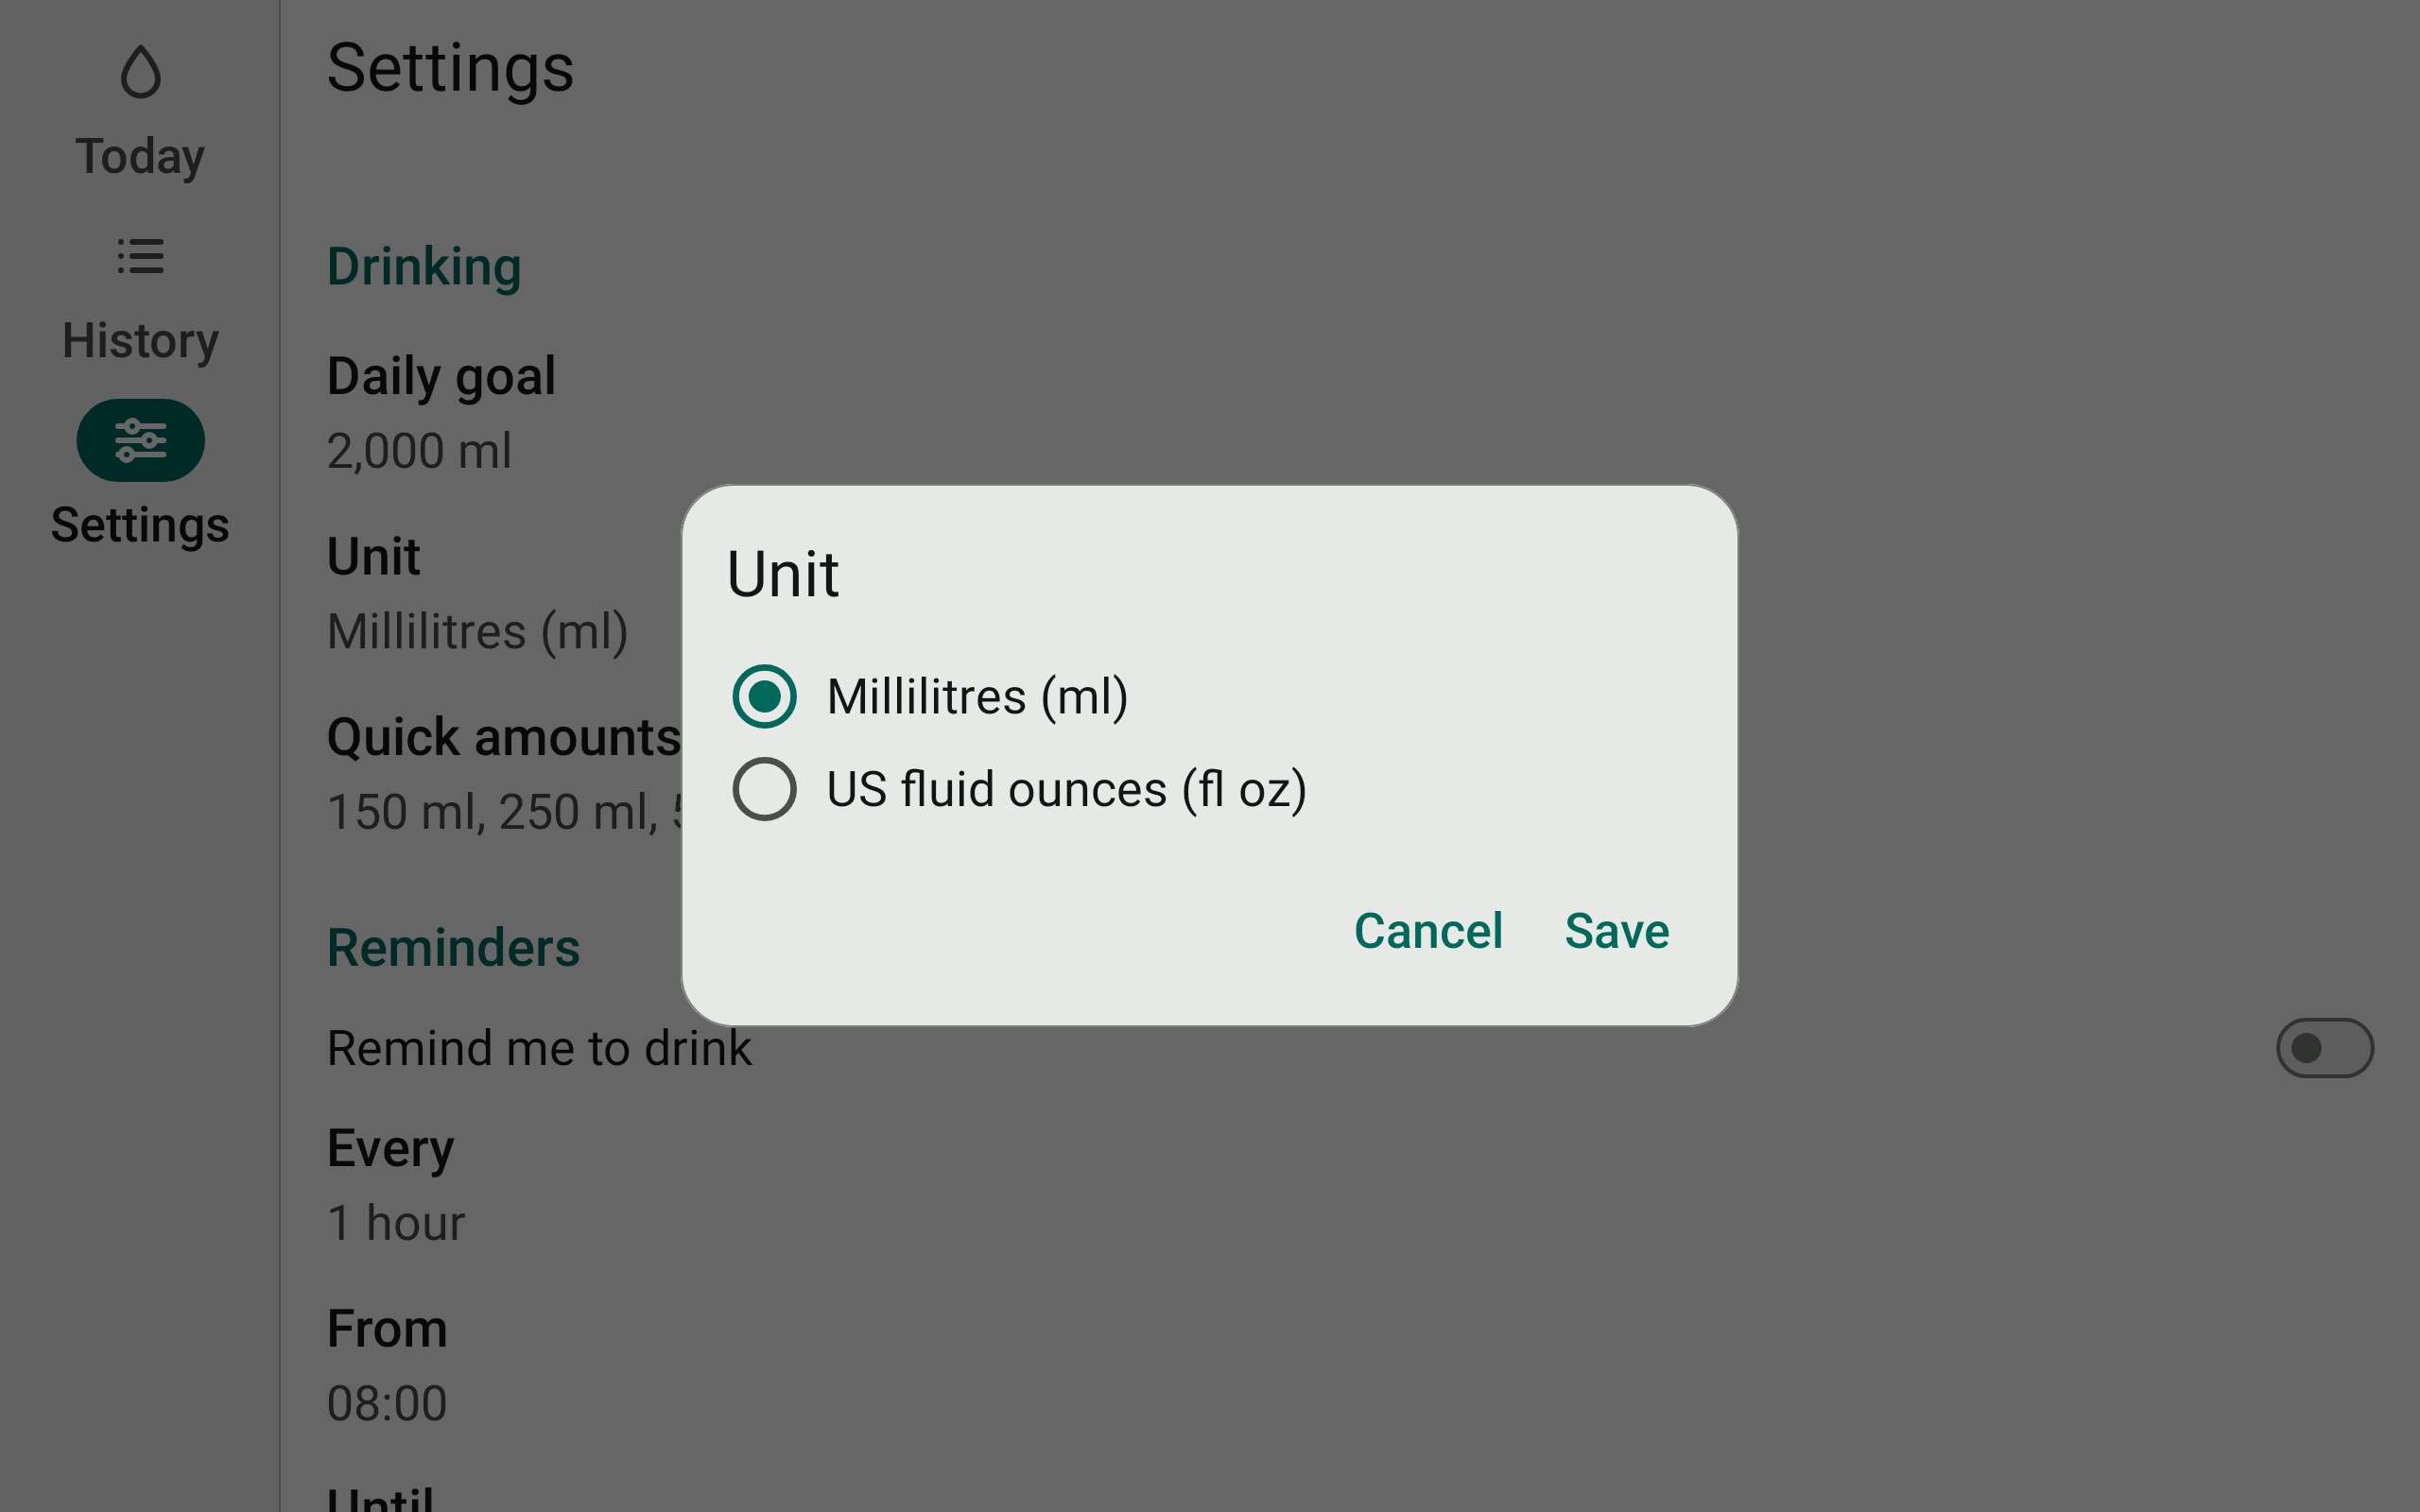 Settings
Today
History
Settings
Drinking
Daily goal
2,000 ml
Unit
Millilitres (ml)
Quick amounts
150 ml, 250 ml,
Reminders
Remind me to drink
Every
1 hour
From
08:00
Until
Unit
Millilitres (ml)
US fluid ounces (fl oz)
Cancel
Save